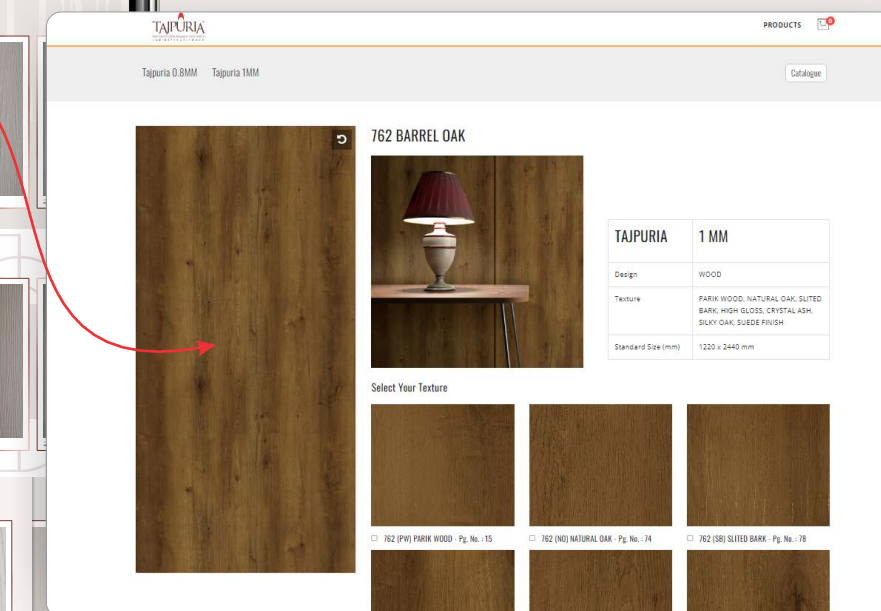 TAJPURIA
PRODUCTS
0
Tajpuria 0.8MM Tajpuria 1MM
Catalogue
762 BARREL OAK
TAJPURIA 1 MM
Design WOOD
Texture PARIK WOOD, NATURAL OAK, SLITED
BARK, HIGH GLOSS, CRYSTAL ASH,
SILKY OAK, SUEDE FINISH
Standard Size (mm) 1220 x 2440 mm
Select Your Texture
762 (PW) PARIK WOOD - Pg. No. : 15
762 (NO) NATURAL OAK - Pg. No. : 74
762 (SB) SLITED BARK - Pg. No. : 78